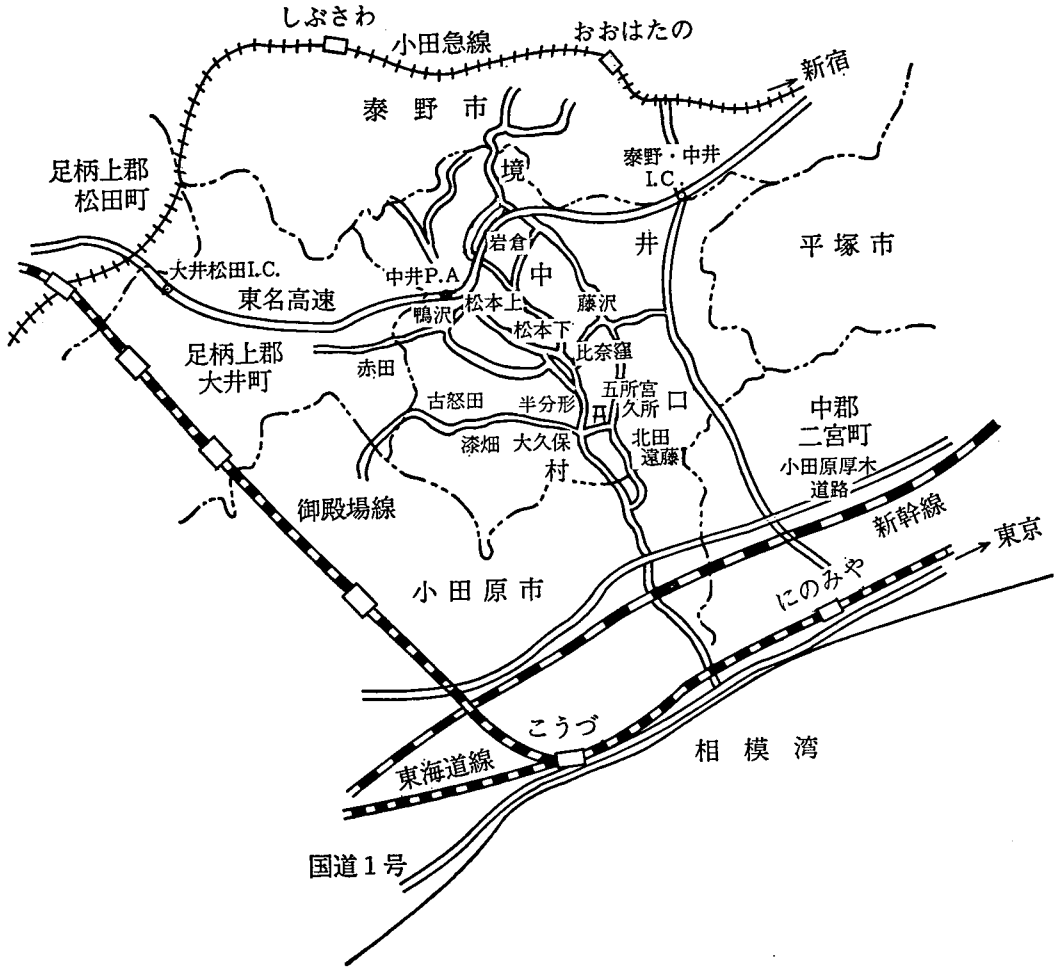 しぶさわ
小田急線
おおはたの
新宿
泰野市
境
泰野・中井
I.C.
足柄上郡
松田町
岩倉
井
平塚市
大井松田I.C.
中井P.A
中
東名高速
鴨沢
松本上
藤沢
松本下
足柄上郡
大井町
赤田
比奈窪
古怒田
半分形
五所宮
久所
口
中郡
二宮町
漆畑
大久保
北田
遠藤
村
小田原厚木
道路
御殿場線
新幹線
東京
小田原市
にのみや
こうづ
相模湾
東海道線
国道1号